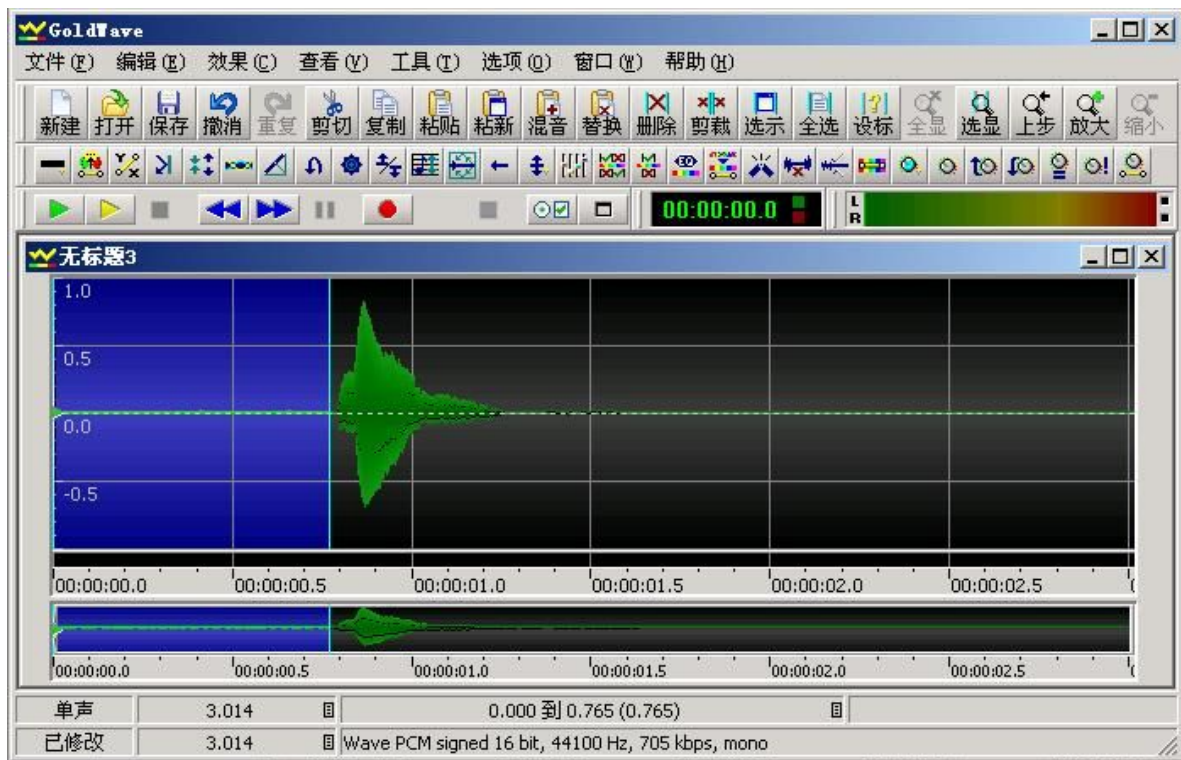 GoldWave
文件(F) 编辑(E) 效果(C) 查看(V) 工具(T) 选项(O) 窗口(W) 帮助(H)
新建 打开 保存 撤消 重复 剪切 复制 粘贴 粘新 混音 替换 删除 剪裁 选示 全选 设标 全显 选显 上步 放大 缩小
00:00:00.0
L
R
无标题3
1.0
0.5
0.0
-0.5
00:00:00.0 00:00:00.5 00:00:01.0 00:00:01.5 00:00:02.0 00:00:02.5
00:00:00.0 00:00:00.5 00:00:01.0 00:00:01.5 00:00:02.0 00:00:02.5
单声 3.014 0.000 到 0.765 (0.765)
已修改 3.014 Wave PCM signed 16 bit, 44100 Hz, 705 kbps, mono